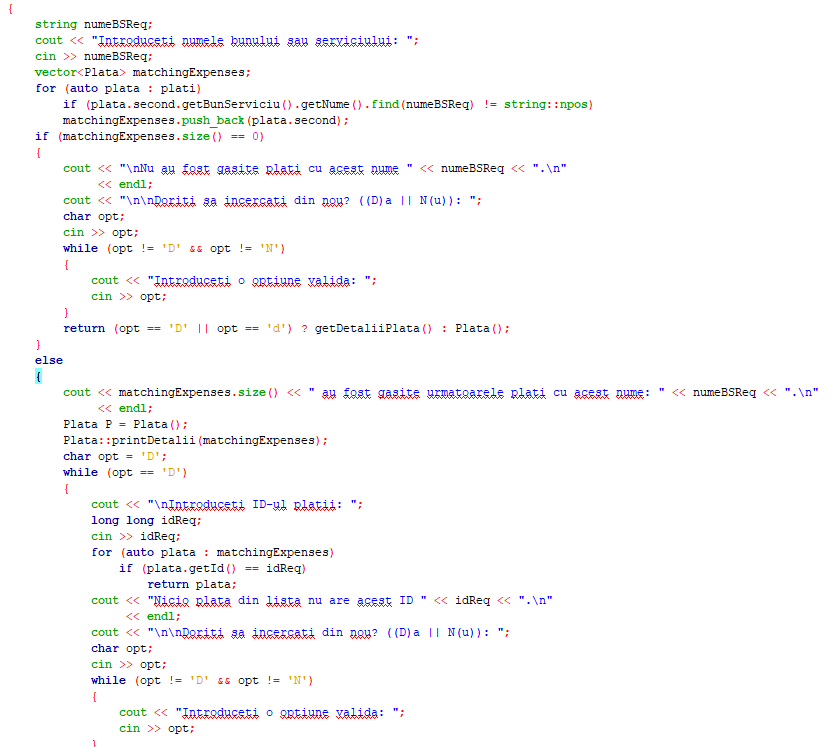 {
string numeBSReq;
cout << "Introduceti numele bunului sau serviciului: ";
cin >> numeBSReq;
vector<Plata> matchingExpenses;
for (auto plata : plati)
if (plata.second.getBunServiciu().getNume().find(numeBSReq) != string::npos)
matchingExpenses.push_back(plata.second);
if (matchingExpenses.size() == 0)
{
cout << "\nNu au fost gasite plati cu acest nume " << numeBSReq << ".\n"
<< endl;
cout << "\n\nDoriti sa incercati din nou? ((D)a || N(u)): ";
char opt;
cin >> opt;
while (opt != 'D' && opt != 'N')
{
cout << "Introduceti o optiune valida: ";
cin >> opt;
}
return (opt == 'D' || opt == 'd') ? getDetaliiPlata() : Plata();
}
else
{
cout << matchingExpenses.size() << " au fost gasite urmatoarele plati cu acest nume: " << numeBSReq << ".\n"
<< endl;
Plata P = Plata();
Plata::printDetalii(matchingExpenses);
char opt = 'D';
while (opt == 'D')
{
cout << "\nIntroduceti ID-ul platii: ";
long long idReq;
cin >> idReq;
for (auto plata : matchingExpenses)
if (plata.getId() == idReq)
return plata;
cout << "Nicio plata din lista nu are acest ID " << idReq << ".\n"
<< endl;
cout << "\n\nDoriti sa incercati din nou? ((D)a || N(u)): ";
char opt;
cin >> opt;
while (opt != 'D' && opt != 'N')
{
cout << "Introduceti o optiune valida: ";
cin >> opt;
}